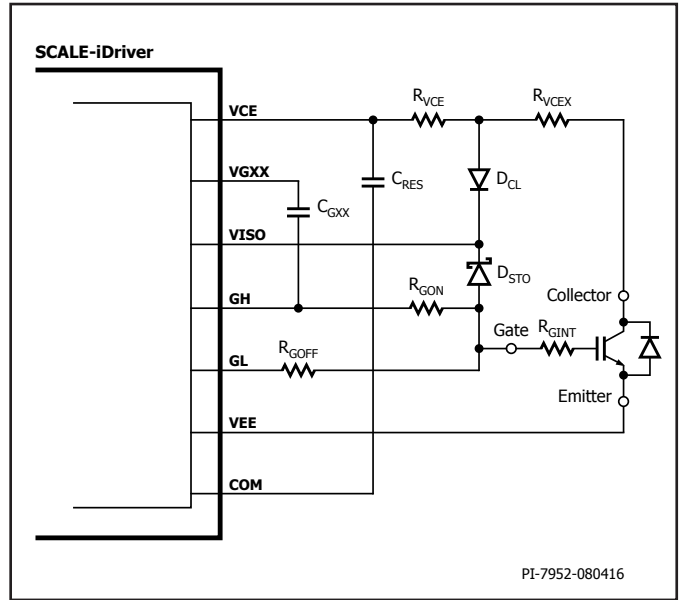 SCALE-iDriver
VCE
RVCE
RVCEX
VGXX
CGXX
CRES
DCL
VISO
DSTO
GH
RGON
Collector
Gate
RGINT
GL
RGOFF
Emitter
VEE
COM
PI-7952-080416